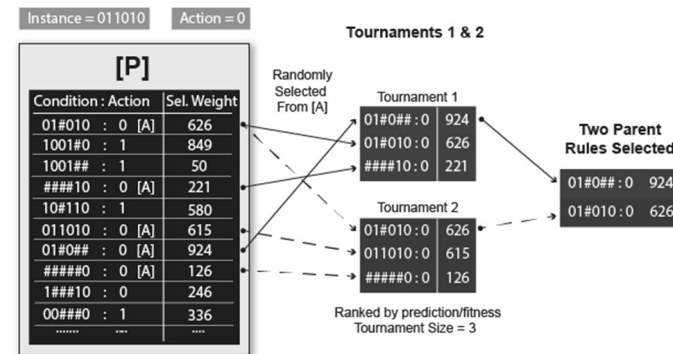 Instance = 011010
Action = 0
Tournaments 1 & 2
[P]
Condition : Action Sel. Weight
01#010 : 0 [A] 626
1001#0 : 1 849
1001## : 1 50
####10 : 0 [A] 221
10#110 : 1 580
011010 : 0 [A] 615
01#0## : 0 [A] 924
#####0 : 0 [A] 126
1###10 : 0 246
00###0 : 1 336
....... .... ....
Randomly
Selected
From [A]
Tournament 1
01#0## : 0 924
01#010 : 0 626
####10 : 0 221
Tournament 2
01#010 : 0 626
011010 : 0 615
#####0 : 0 126
Ranked by prediction/fitness
Tournament Size = 3
Two Parent
Rules Selected
01#0## : 0 924
01#010 : 0 626